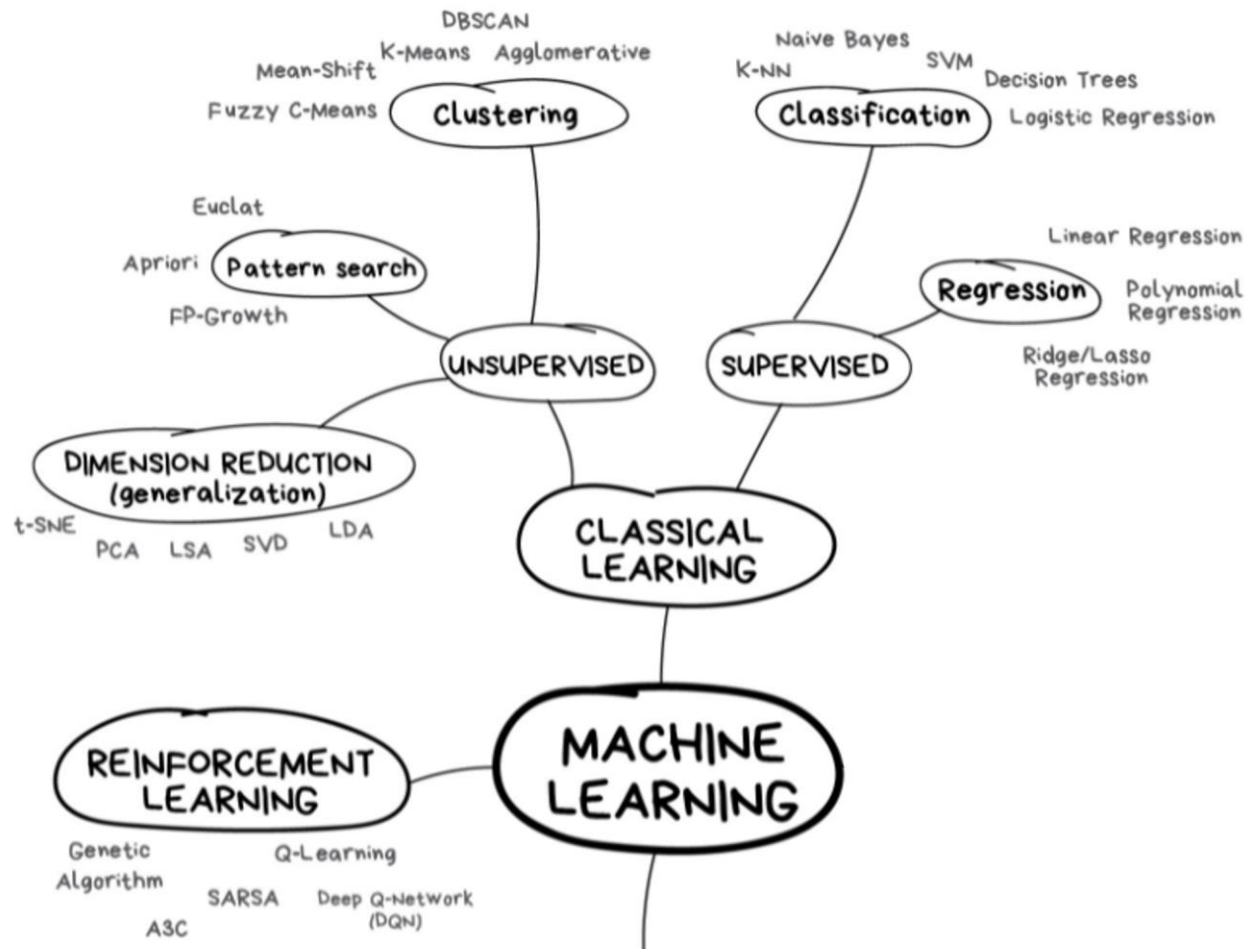 DBSCAN
K-Means Agglomerative
Mean-Shift
Fuzzy C-Means
Clustering
Naive Bayes
K-NN
SVM
Decision Trees
Classification
Logistic Regression
Euclat
Apriori
Pattern search
FP-Growth
Linear Regression
Regression
Polynomial
Regression
Ridge/Lasso
Regression
UNSUPERVISED
SUPERVISED
DIMENSION REDUCTION
(generalization)
t-SNE
PCA
LSA
SVD
LDA
CLASSICAL
LEARNING
MACHINE
LEARNING
REINFORCEMENT
LEARNING
Genetic
Algorithm
Q-Learning
SARSA
Deep Q-Network
(DQN)
A3C